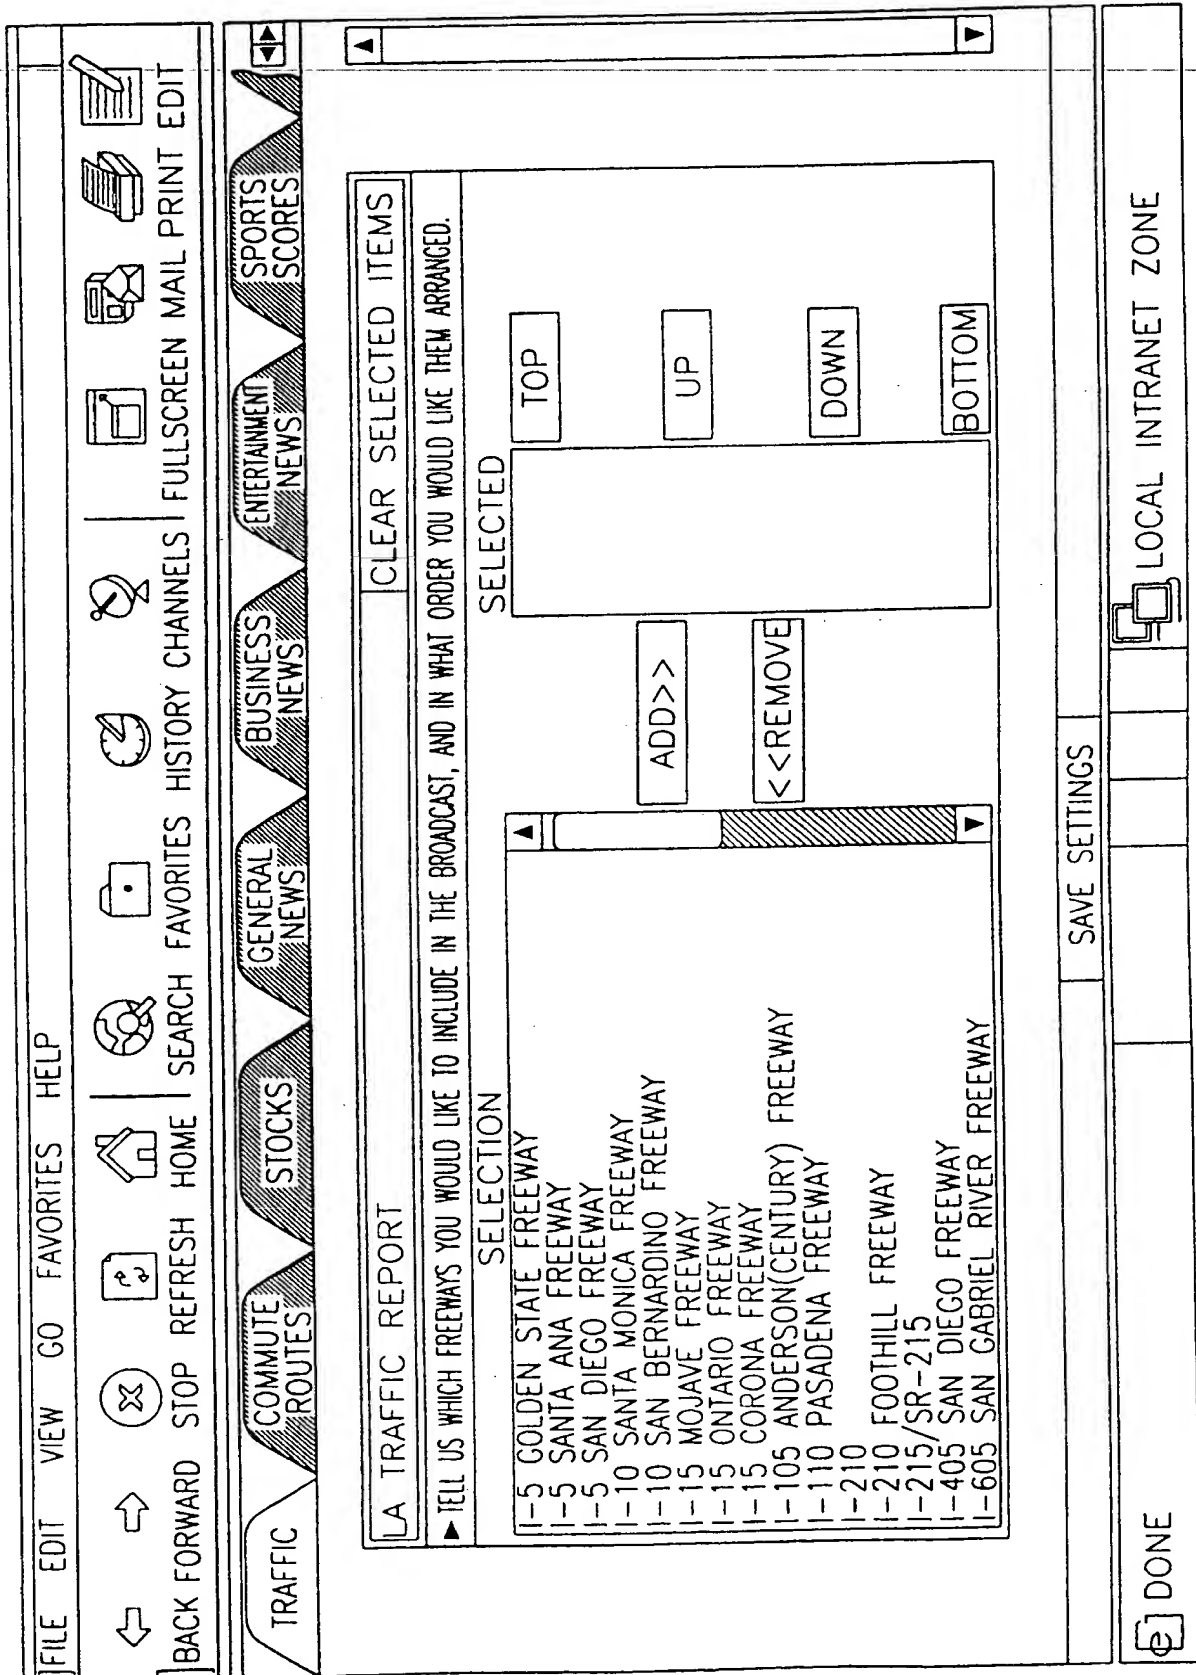 FILE EDIT VIEW GO FAVORITES HELP
BACK FORWARD STOP REFRESH HOME SEARCH FAVORITES HISTORY CHANNELS FULLSCREEN MAIL PRINT EDIT
TRAFFIC
COMMUTE
ROUTES
STOCKS
GENERAL
NEWS
BUSINESS
NEWS
ENTERTAINMENT
NEWS
SPORTS
SCORES
LA TRAFFIC REPORT
CLEAR SELECTED ITEMS
►TELL US WHICH FREEWAYS YOU WOULD LIKE TO INCLUDE IN THE BROADCAST, AND IN WHAT ORDER YOU WOULD LIKE THEM ARRANGED.
SELECTION
I-5 GOLDEN STATE FREEWAY
I-5 SANTA ANA FREEWAY
I-5 SAN DIEGO FREEWAY
I-10 SANTA MONICA FREEWAY
I-10 SAN BERNARDINO FREEWAY
I-15 MOJAVE FREEWAY
I-15 ONTARIO FREEWAY
I-15 CORONA FREEWAY
I-105 ANDERSON(CENTURY) FREEWAY
I-110 PASADENA FREEWAY
I-210
I-210 FOOTHILL FREEWAY
I-215/SR-215
I-405 SAN DIEGO FREEWAY
I-605 SAN GABRIEL RIVER FREEWAY
ADD>>
<<REMOVE
SELECTED
TOP
UP
DOWN
BOTTOM
SAVE SETTINGS
e DONE
LOCAL INTRANET ZONE